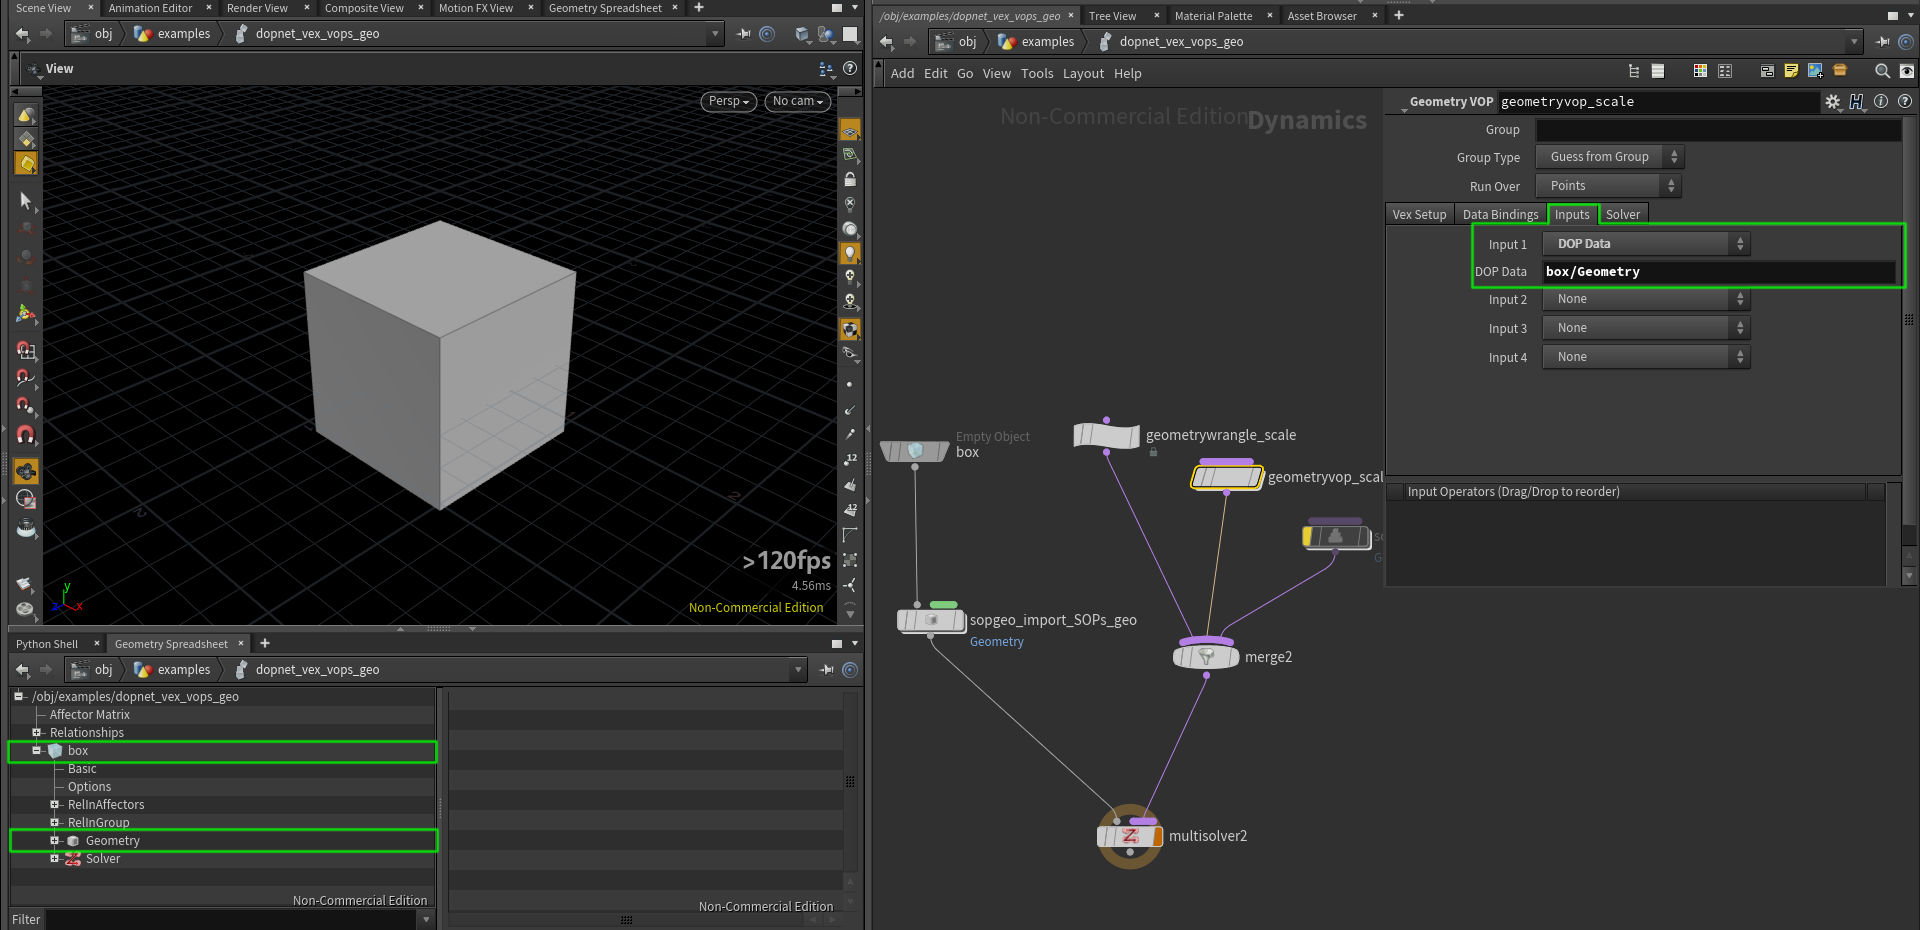 Scene View
Animation Editor
Render View
Composite View
Motion FX View
Geometry Spreadsheet
obj
examples
dopnet_vex_vops_geo
View
Persp
No cam
>120fps
4.56ms
Non-Commercial Edition
y
x
z
12
12
Python Shell
Geometry Spreadsheet
obj
examples
dopnet_vex_vops_geo
/obj/examples/dopnet_vex_vops_geo
Affector Matrix
Relationships
box
Basic
Options
RelInAffectors
RelInGroup
Geometry
Solver
Non-Commercial Edition
Non-Commercial Edition
Filter
/obj/examples/dopnet_vex_vops_geo
Tree View
Material Palette
Asset Browser
obj
examples
dopnet_vex_vops_geo
Add Edit Go View Tools Layout Help
Non-Commercial Edition
Dynamics
Empty Object
box
geometrywrangle_scale
geometryvop_scal
sopgeo_import_SOPs_geo
Geometry
merge2
multisolver2
Geometry VOP geometryvop_scale
Group
Group Type Guess from Group
Run Over Points
Vex Setup Data Bindings Inputs Solver
Input 1 DOP Data
DOP Data box/Geometry
Input 2 None
Input 3 None
Input 4 None
Input Operators (Drag/Drop to reorder)